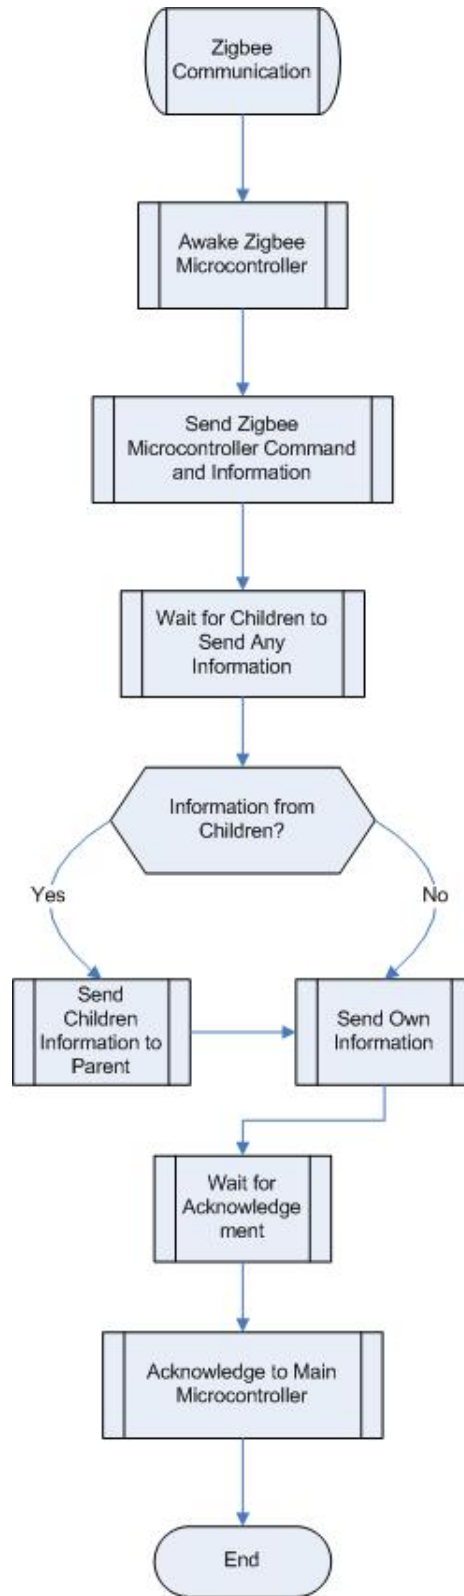 Zigbee
Communication
Awake Zigbee
Microcontroller
Send Zigbee
Microcontroller Command
and Information
Wait for Children to
Send Any
Information
Information from
Children?
Yes
No
Send
Children
Information to
Parent
Send Own
Information
Wait for
Acknowledge
ment
Acknowledge to Main
Microcontroller
End